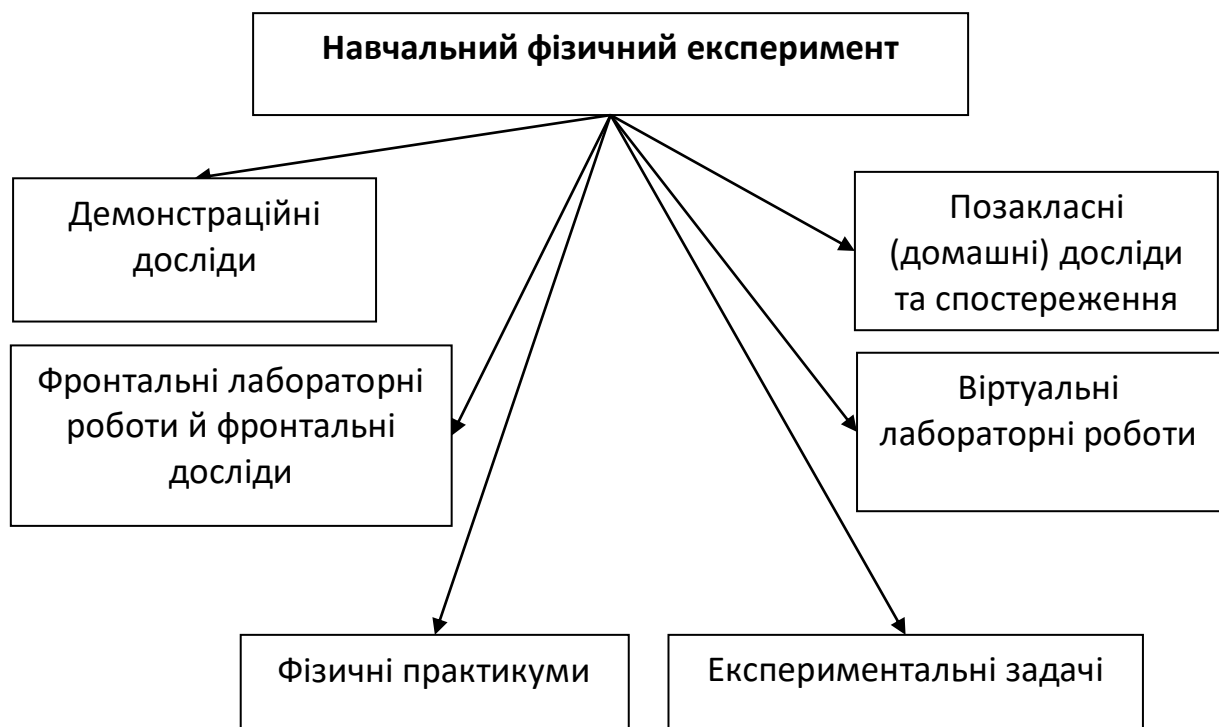 Навчальний фізичний експеримент
Демонстраційні
досліди
Позакласні
(домашні) досліди
та спостереження
Фронтальні лабораторні
роботи й фронтальні
досліди
Віртуальні
лабораторні роботи
Фізичні практикуми
Експериментальні задачі